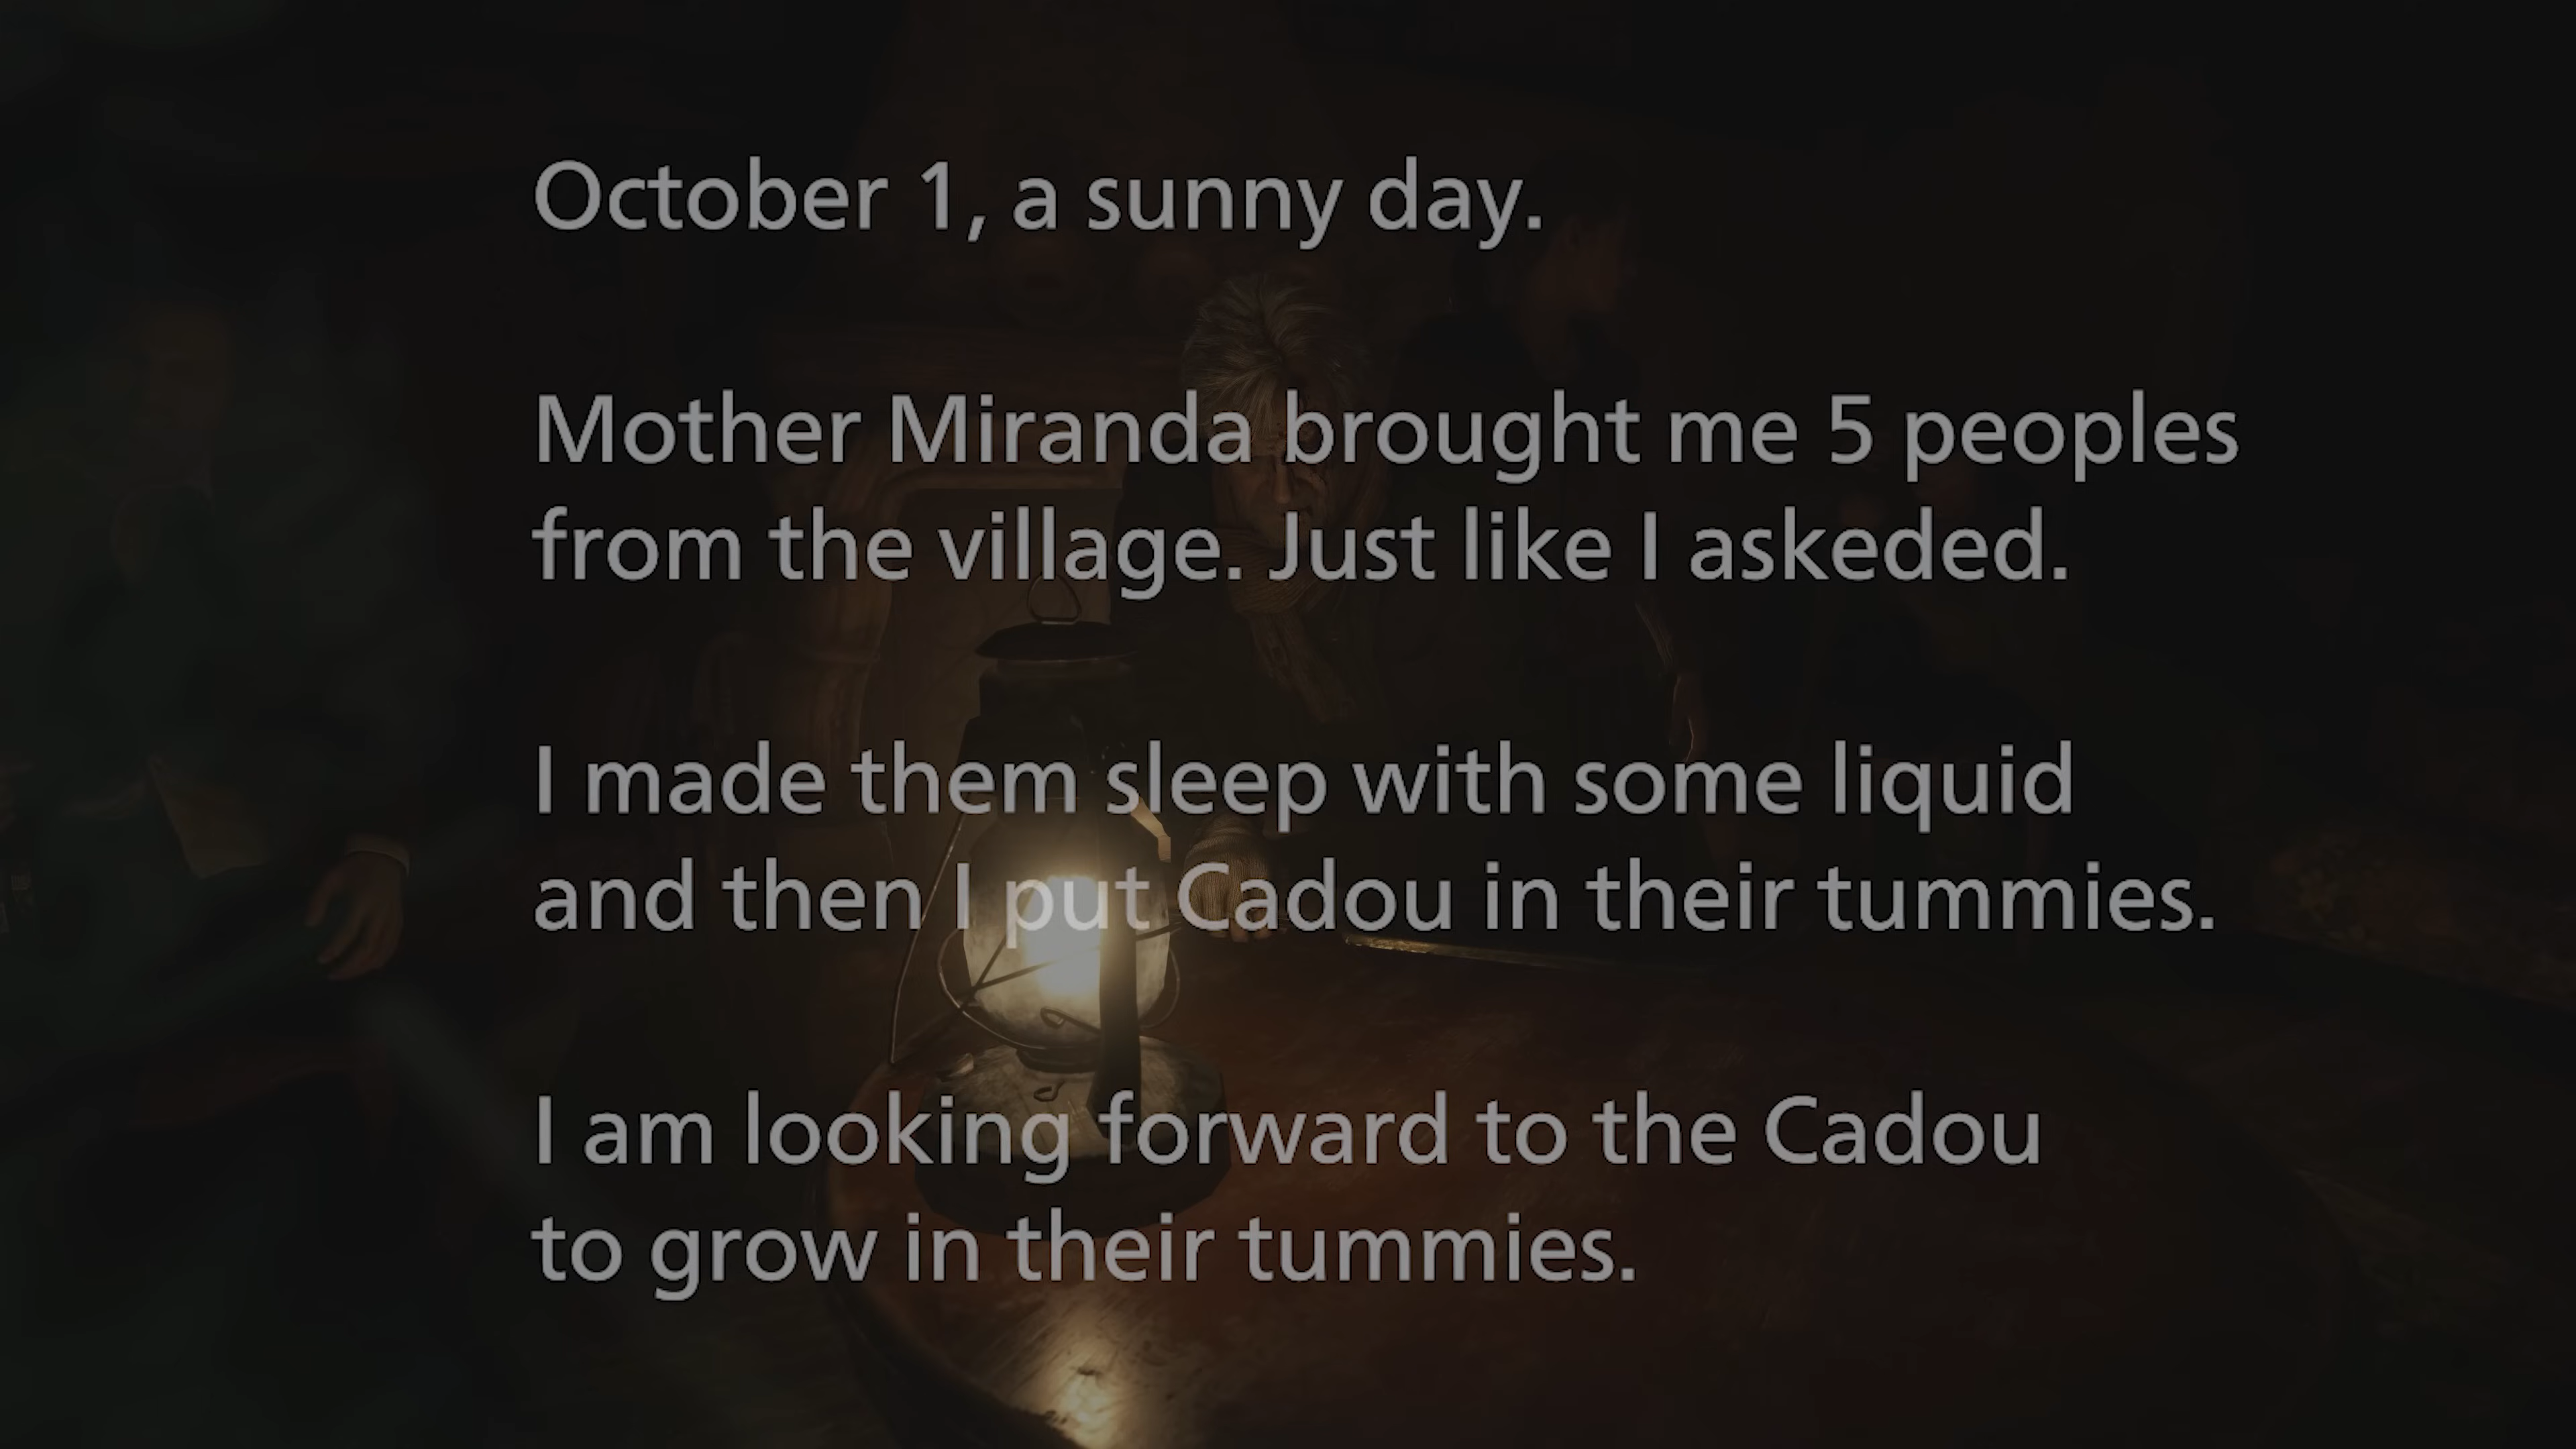 October 1, a sunny day.
Mother Miranda brought me 5 peoples
from the village. Just like I askeded.
I made them sleep with some liquid
and then I put Cadou in their tummies.
I am looking forward to the Cadou
to grow in their tummies.